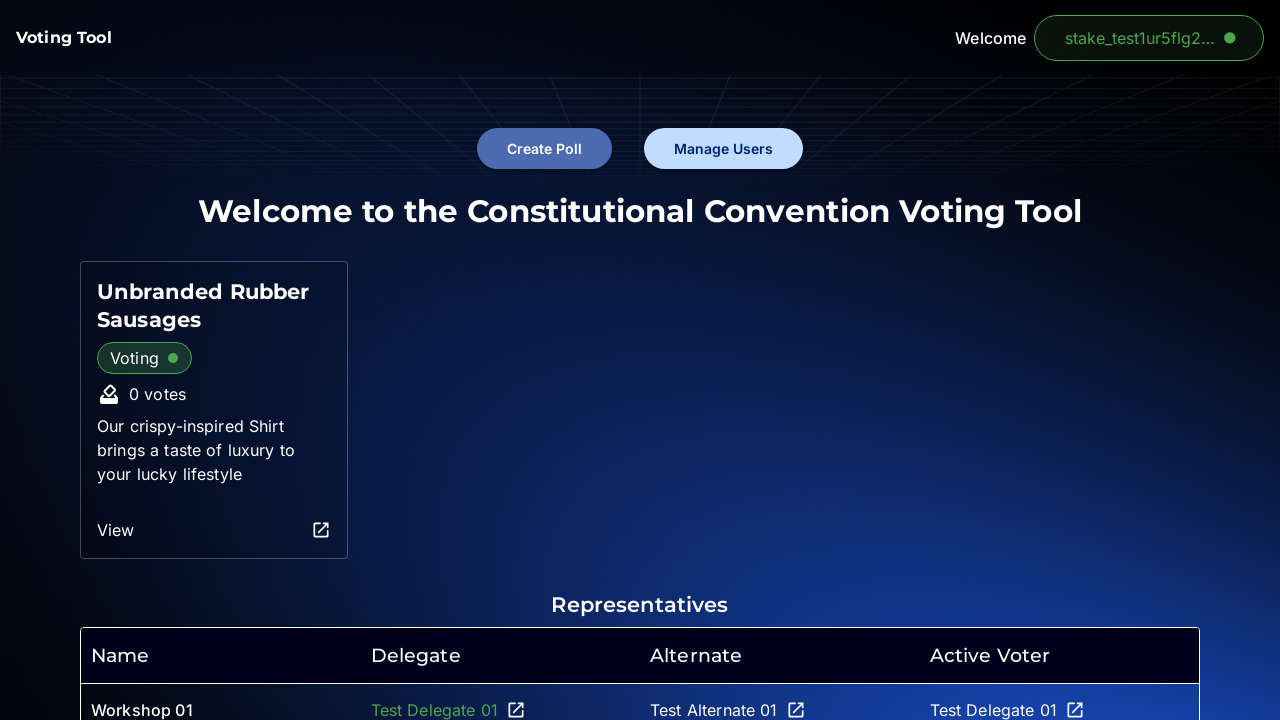 Voting Tool
Welcome
stake_test1ur5flg2...
Create Poll
Manage Users
Welcome to the Constitutional Convention Voting Tool
Unbranded Rubber
Sausages
Voting
0 votes
Our crispy-inspired Shirt
brings a taste of luxury to
your lucky lifestyle
View
Representatives
Name Delegate Alternate Active Voter
Workshop 01 Test Delegate 01 Test Alternate 01 Test Delegate 01